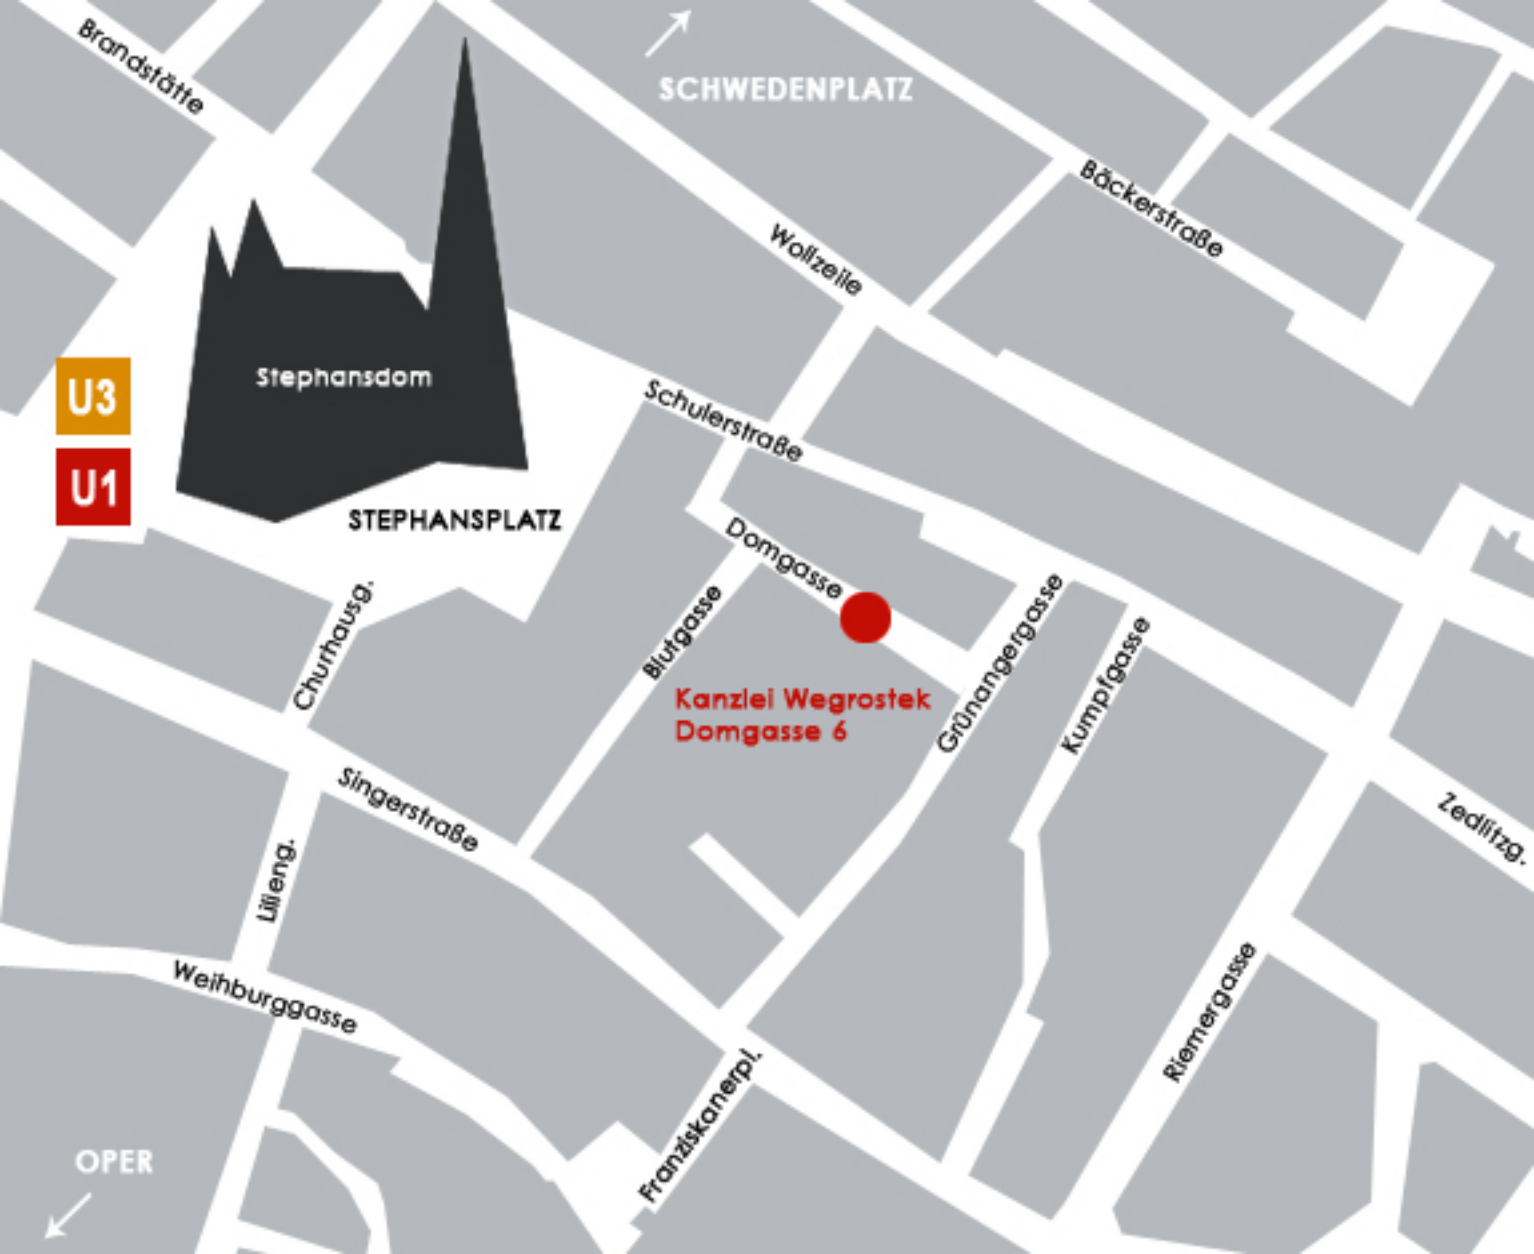 Brandstätte
SCHWEDENPLATZ
Bäckerstraße
Wollzeile
Stephansdom
U3
U1
Schulerstraße
STEPHANSPLATZ
Domgasse
Churhausg.
Blutgasse
Grünangergasse
Kumpfgasse
Kanzlei Wegrostek
Domgasse 6
Singerstraße
Zedlitzg.
Lilieng.
Weihburggasse
Riemergasse
Franziskanerpl.
OPER